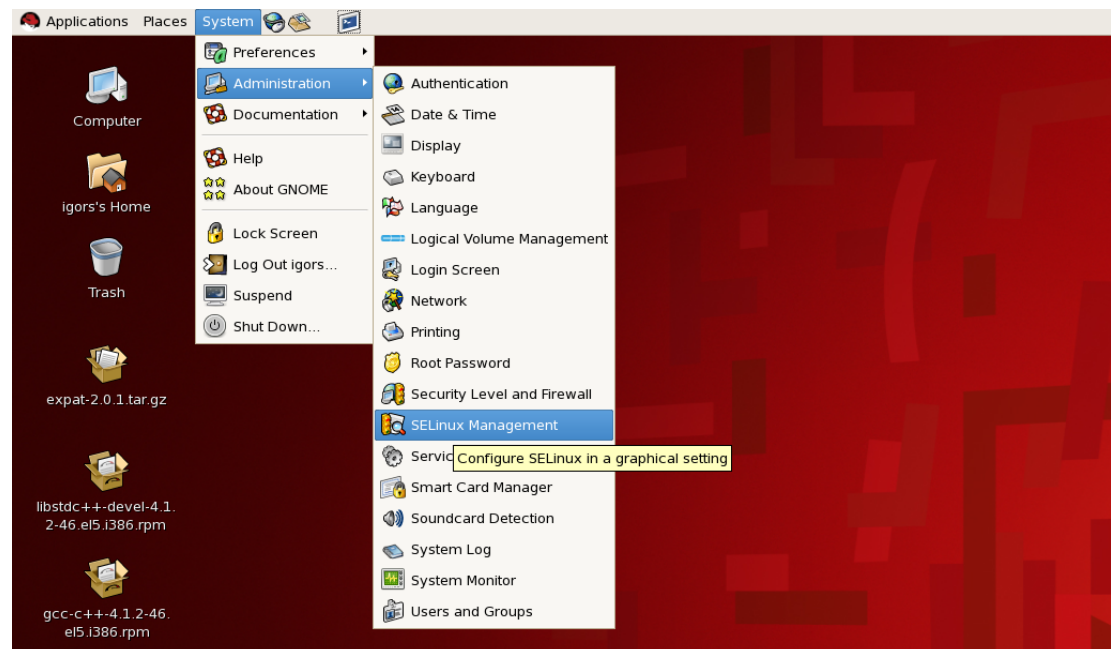 Applications Places System
Preferences
Administration
Documentation
Help
About GNOME
Lock Screen
Log Out igors...
Suspend
Shut Down...
Authentication
Date & Time
Display
Keyboard
Language
Logical Volume Management
Login Screen
Network
Printing
Root Password
Security Level and Firewall
SELinux Management
Servic
Configure SELinux in a graphical setting
Smart Card Manager
Soundcard Detection
System Log
System Monitor
Users and Groups
Computer
igors's Home
Trash
expat-2.0.1.tar.gz
libstdc++-devel-4.1.
2-46.el5.i386.rpm
gcc-c++-4.1.2-46.
el5.i386.rpm